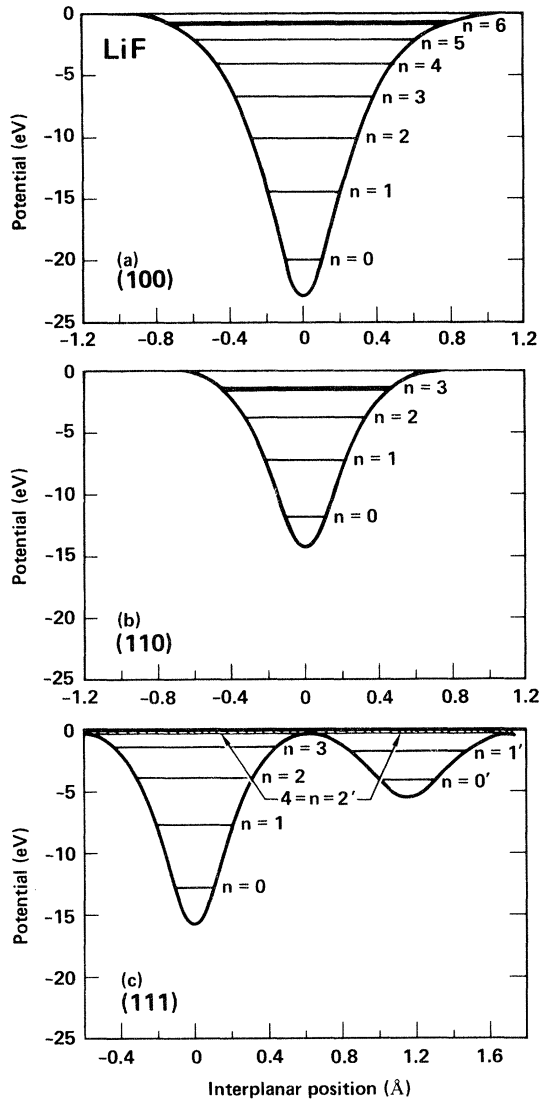 0
-5
-10
-15
-20
-25
Potential (eV)
LiF
n = 6
n = 5
n = 4
n = 3
n = 2
n = 1
n = 0
(a)
(100)
-1.2 -0.8 -0.4 0 0.4 0.8 1.2
0
-5
-10
-15
-20
-25
Potential (eV)
n = 3
n = 2
n = 1
n = 0
(b)
(110)
-1.2 -0.8 -0.4 0 0.4 0.8 1.2
0
-5
-10
-15
-20
-25
Potential (eV)
n = 3
n = 2
n = 1
n = 0
4 = n = 2′
n = 1′
n = 0′
(c)
(111)
-0.4 0 0.4 0.8 1.2 1.6
Interplanar position (Å)